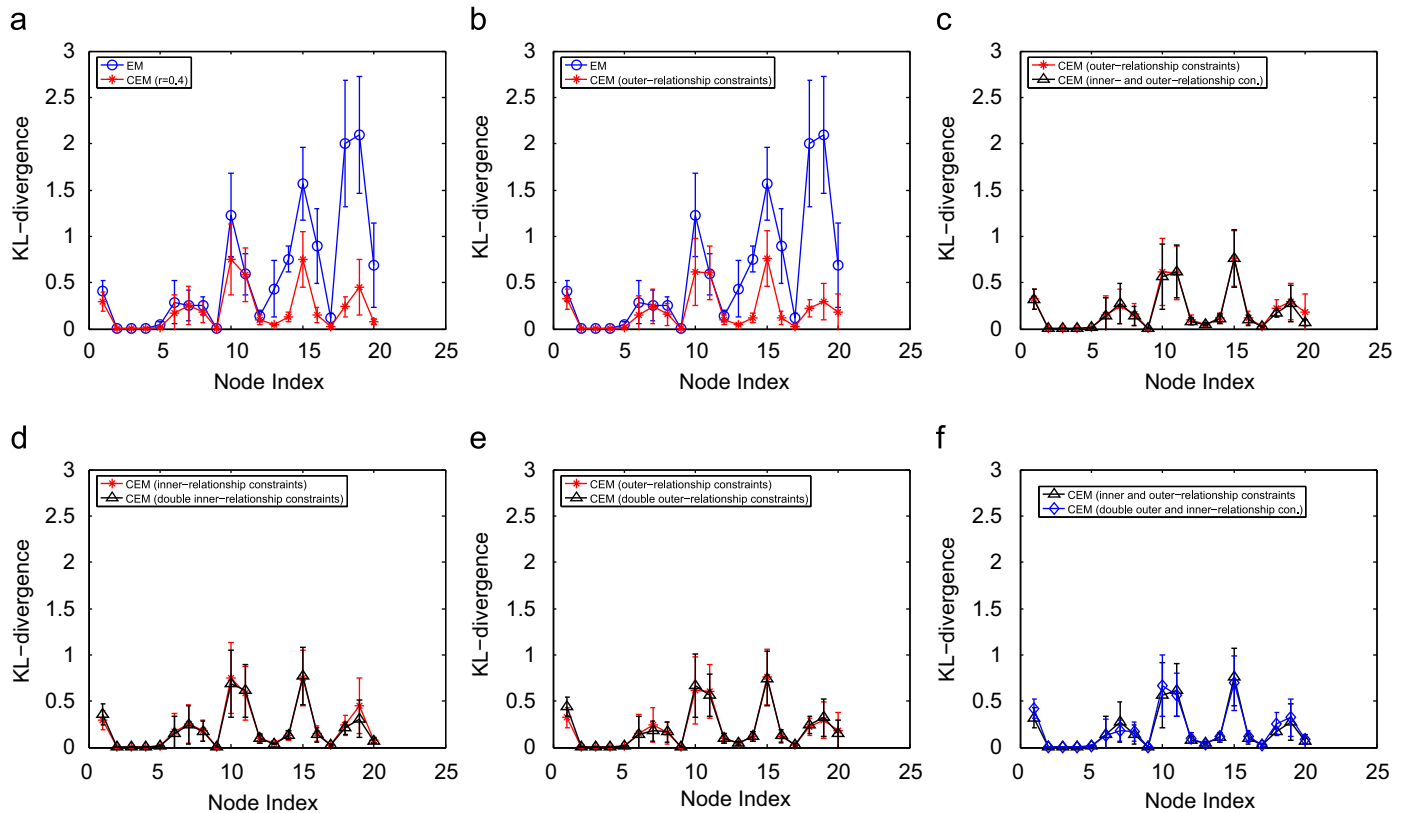 a
3
2.5
2
1.5
1
0.5
0
KL−divergence
EM
CEM (r=0.4)
0 5 10 15 20 25
Node Index
b
3
2.5
2
1.5
1
0.5
0
KL−divergence
EM
CEM (outer−relationship constraints)
0 5 10 15 20 25
Node Index
c
3
2.5
2
1.5
1
0.5
0
KL−divergence
CEM (outer−relationship constraints)
CEM (inner− and outer−relationship con.)
0 5 10 15 20 25
Node Index
d
3
2.5
2
1.5
1
0.5
0
KL−divergence
CEM (inner−relationship constraints)
CEM (double inner−relationship constraints)
0 5 10 15 20 25
Node Index
e
3
2.5
2
1.5
1
0.5
0
KL−divergence
CEM (outer−relationship constraints)
CEM (double outer−relationship constraints)
0 5 10 15 20 25
Node Index
f
3
2.5
2
1.5
1
0.5
0
KL−divergence
CEM (inner and outer−relationship constraints
CEM (double outer and inner−relationship con.)
0 5 10 15 20 25
Node Index